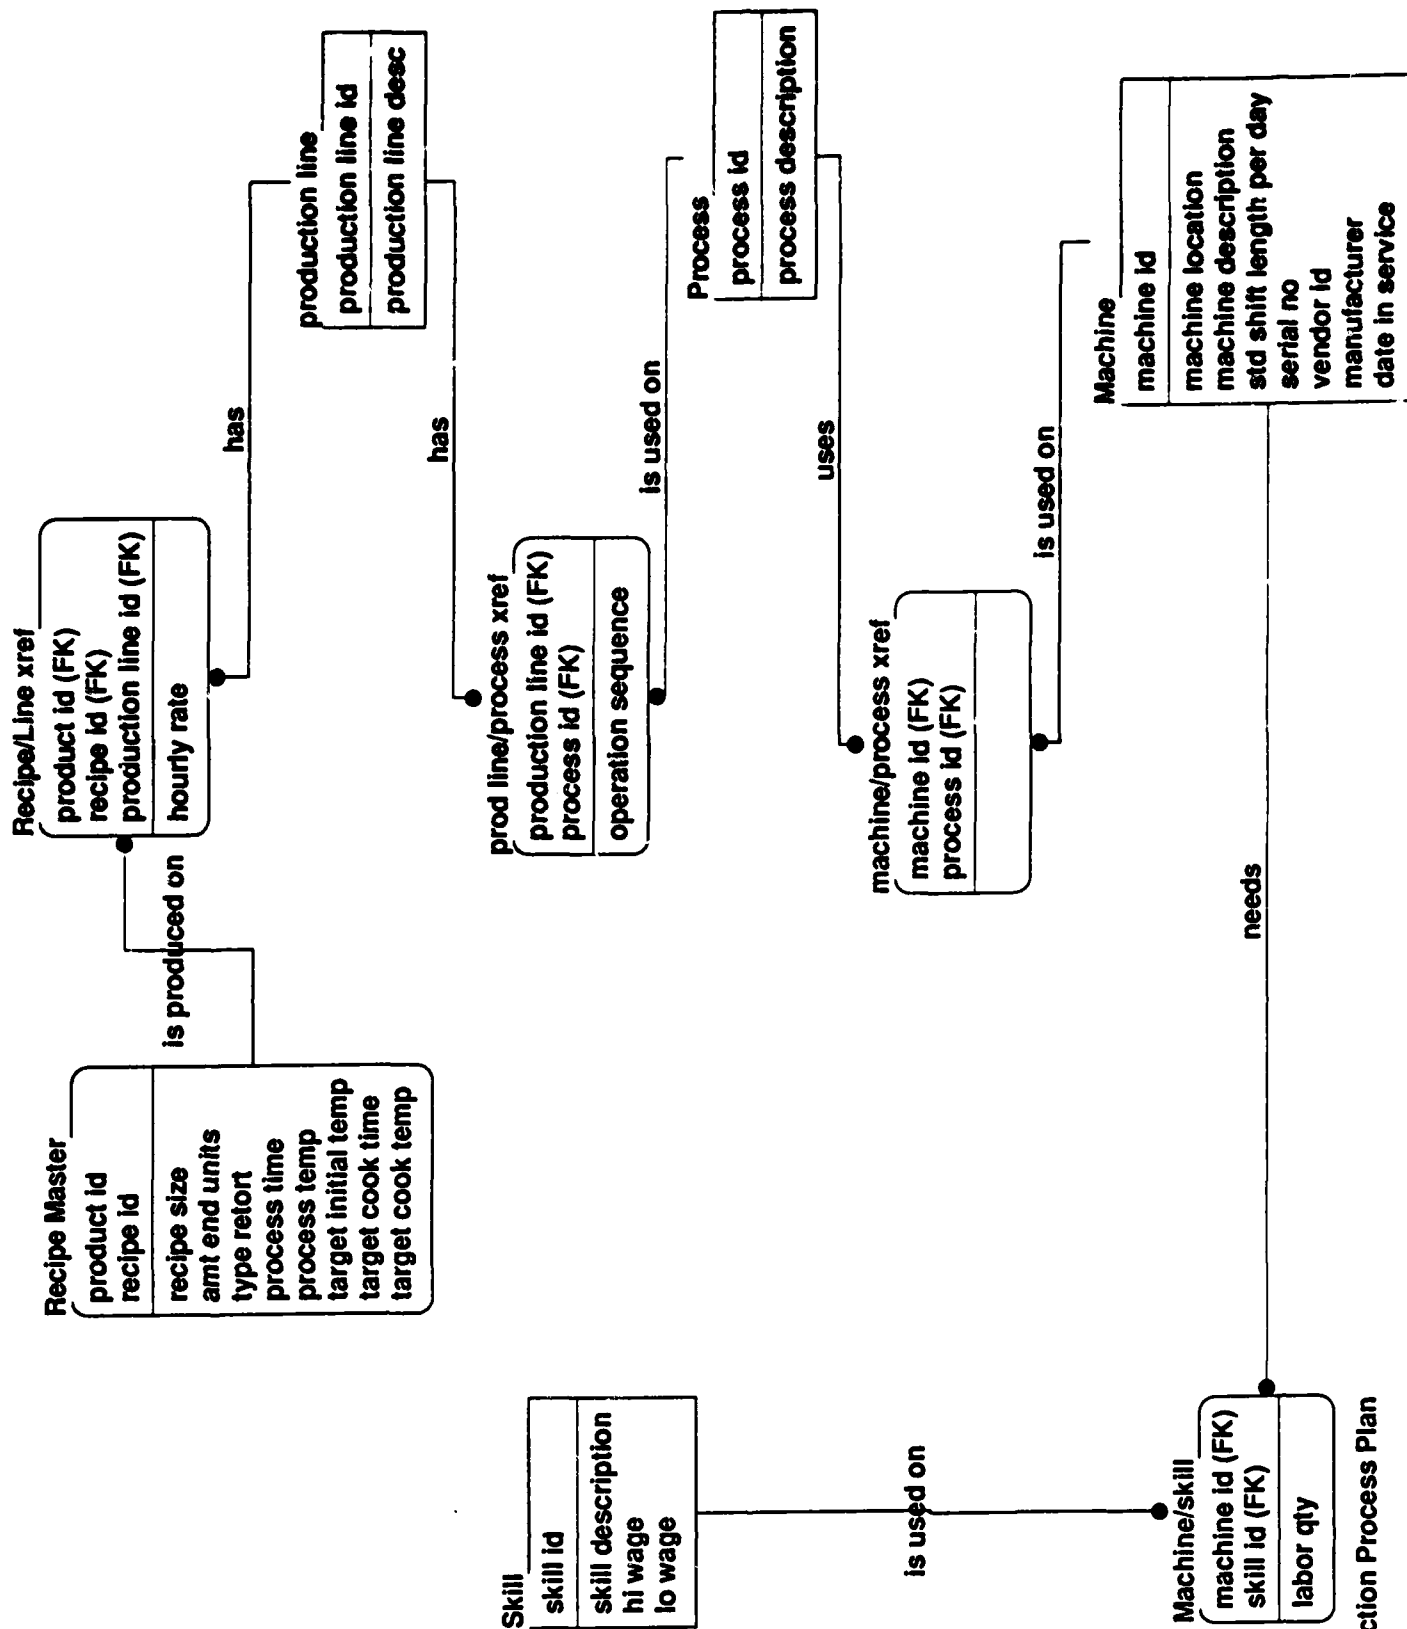 Recipe Master
product id
recipe id
recipe size
amt end units
type retort
process time
process temp
target initial temp
target cook time
target cook temp
is produced on
Recipe/Line xref
product id (FK)
recipe id (FK)
production line id (FK)
hourly rate
has
production line
production line id
production line desc
has
prod line/process xref
production line id (FK)
process id (FK)
operation sequence
is used on
Process
process id
process description
uses
machine/process xref
machine id (FK)
process id (FK)
is used on
Machine
machine id
machine location
machine description
std shift length per day
serial no
vendor id
manufacturer
date in service
needs
Skill
skill id
skill description
hi wage
lo wage
is used on
Machine/skill
machine id (FK)
skill id (FK)
labor qty
ction Process Plan